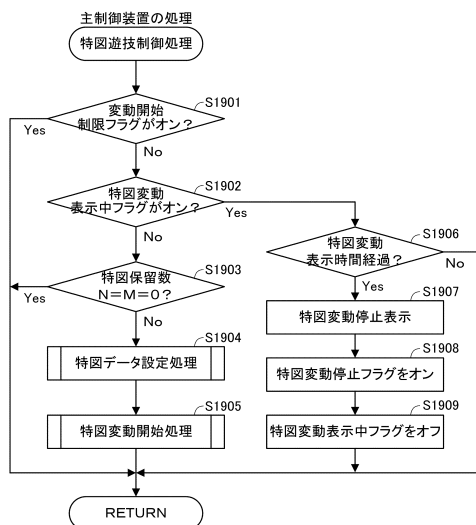 主制御装置の処理
特図遊技制御処理
S1901
変動開始
制限フラグがオン?
Yes
No
S1902
特図変動
表示中フラグがオン?
Yes
No
S1903
特図保留数
N=M=0?
Yes
No
S1904
特図データ設定処理
S1905
特図変動開始処理
S1906
特図変動
表示時間経過?
No
Yes
S1907
特図変動停止表示
S1908
特図変動停止フラグをオン
S1909
特図変動表示中フラグをオフ
RETURN